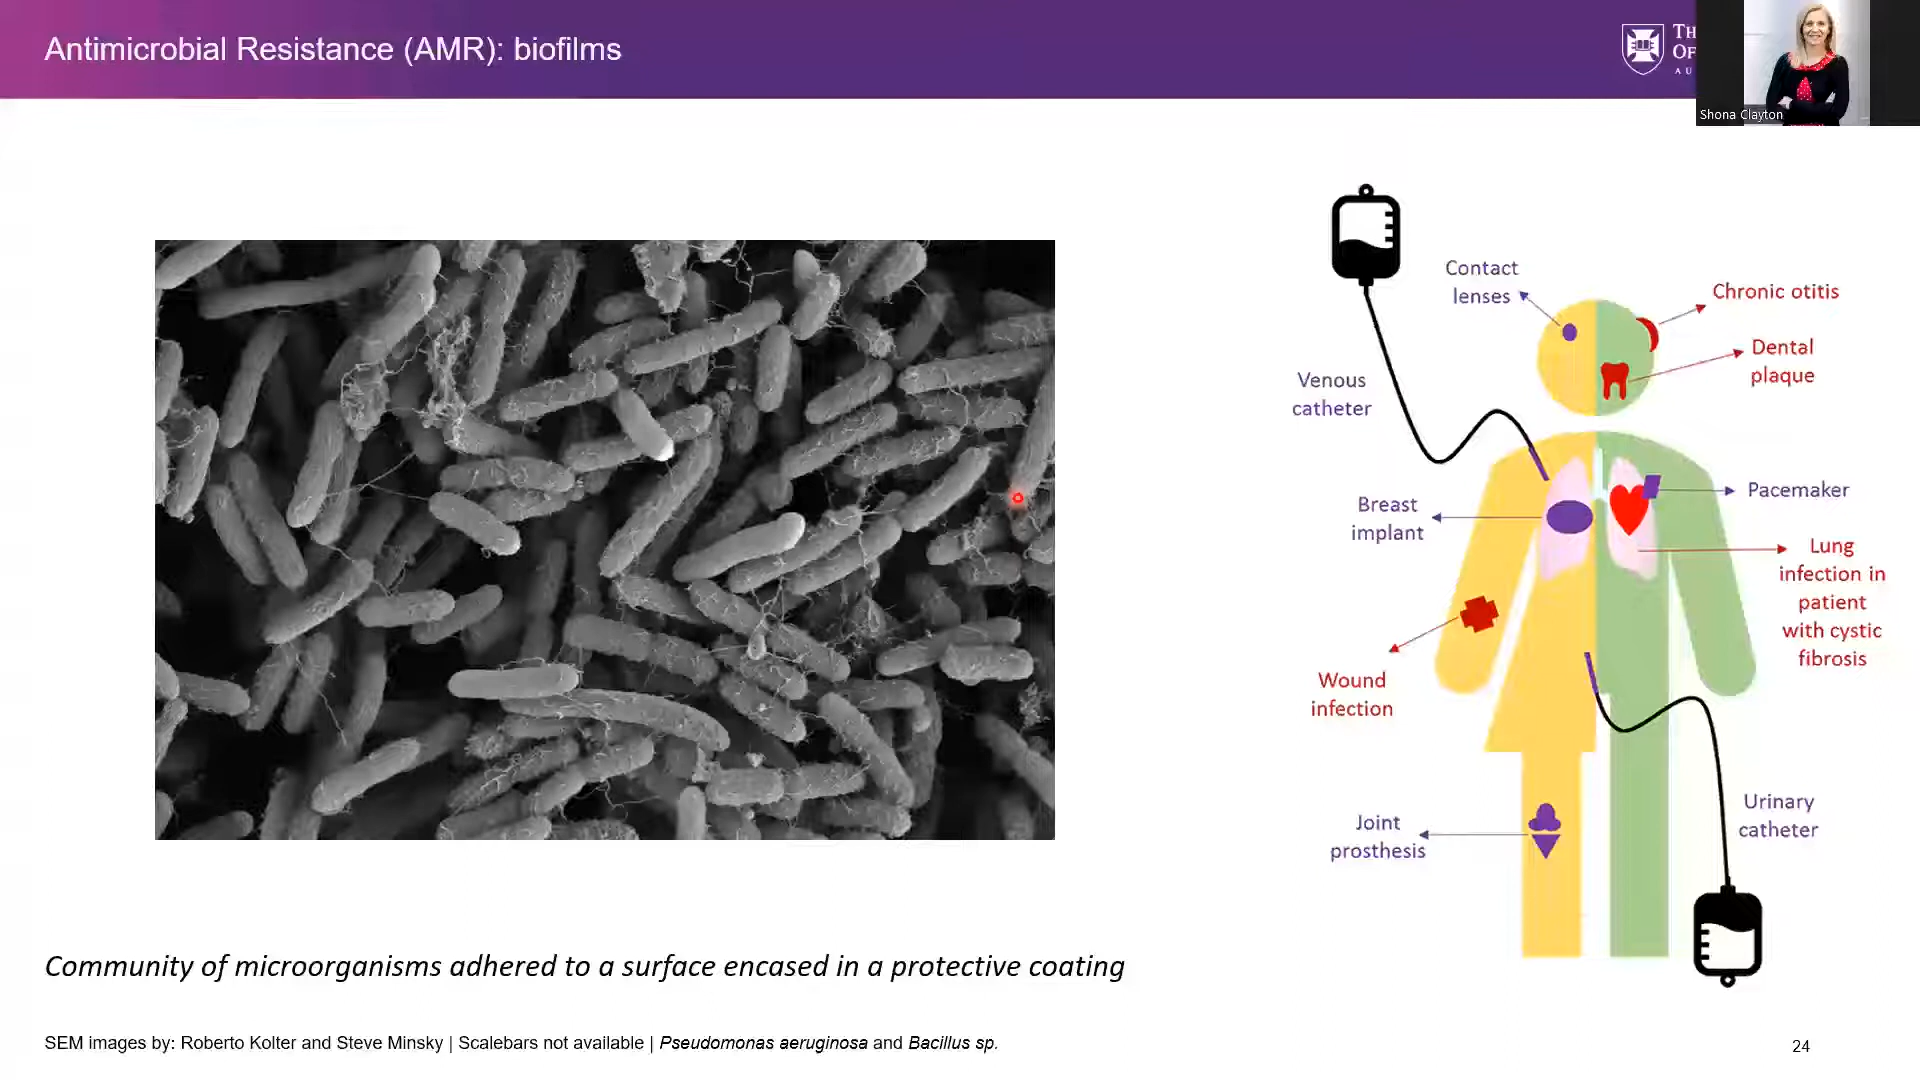 Antimicrobial Resistance (AMR): biofilms
Shona Clayton
Contact
lenses
Chronic otitis
Dental
plaque
Venous
catheter
Pacemaker
Breast
implant
Lung
infection in
patient
with cystic
fibrosis
Wound
infection
Urinary
catheter
Joint
prosthesis
Community of microorganisms adhered to a surface encased in a protective coating
SEM images by: Roberto Kolter and Steve Minsky | Scalebars not available | Pseudomonas aeruginosa and Bacillus sp.
24